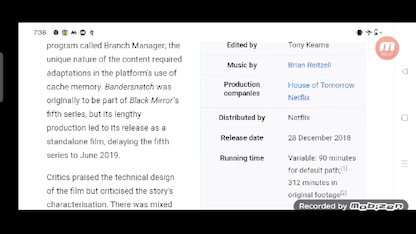 7:36
program called Branch Manager; the
unique nature of the content required
adaptations in the platform's use of
cache memory. Bandersnatch was
originally to be part of Black Mirror's
fifth series, but its lengthy
production led to its release as a
standalone film, delaying the fifth
series to June 2019.
Critics praised the technical design
of the film but criticised the story's
characterisation. There was mixed
Edited by Tony Kearns
Music by Brian Reitzell
Production House of Tomorrow
companies Netflix
Distributed by Netflix
Release date 28 December 2018
Running time Variable; 90 minutes
for default path;[1]
312 minutes in
original footage[2]
Recorded by Mobizen